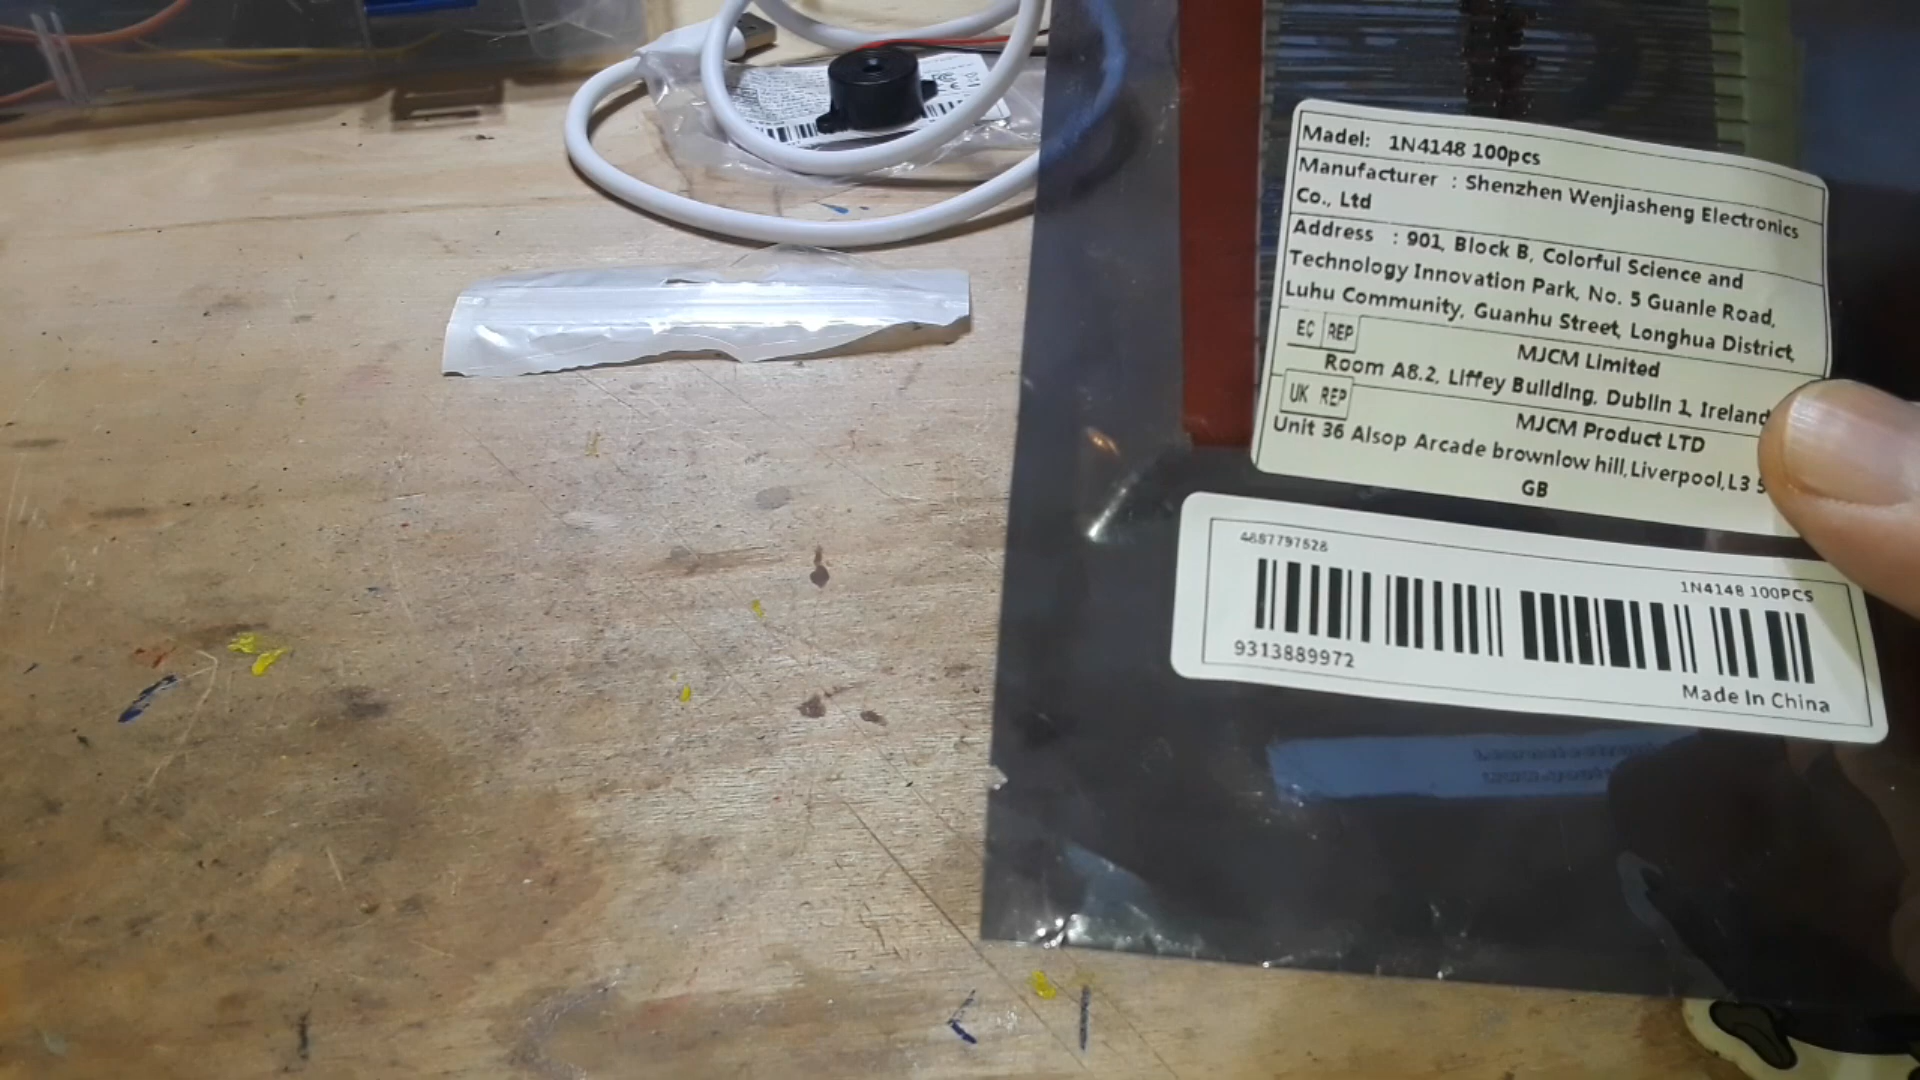 Madel: 1N4148 100pcs
Manufacturer : Shenzhen Wenjiasheng Electronics
Co., Ltd
Address : 901, Block B, Colorful Science and
Technology Innovation Park, No. 5 Guanle Road,
Luhu Community, Guanhu Street, Longhua District,
EC REP
MJCM Limited
Room A8.2, Liffey Building, Dublin 1, Ireland
UK REP
MJCM Product LTD
Unit 36 Alsop Arcade brownlow hill,Liverpool,L3
GB
4687797628
1N4148 100PCS
9313889972
Made In China